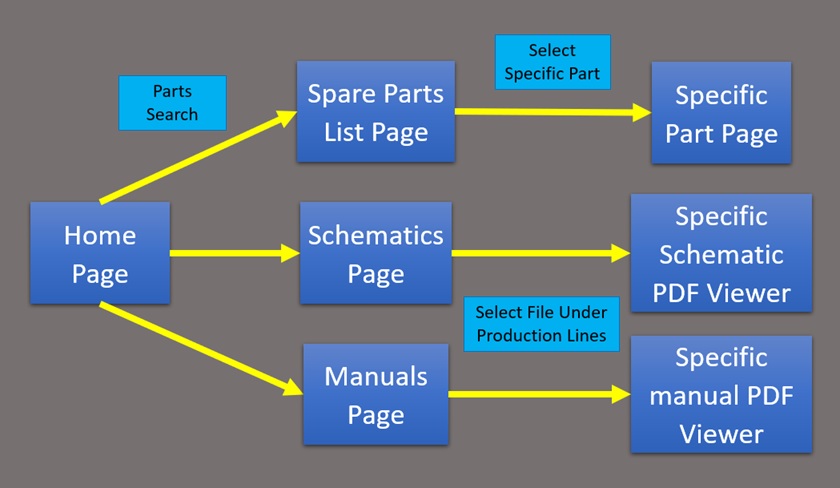 Parts
Search
Spare Parts
List Page
Select
Specific Part
Specific
Part Page
Home
Page
Schematics
Page
Specific
Schematic
PDF Viewer
Select File Under
Production Lines
Manuals
Page
Specific
manual PDF
Viewer